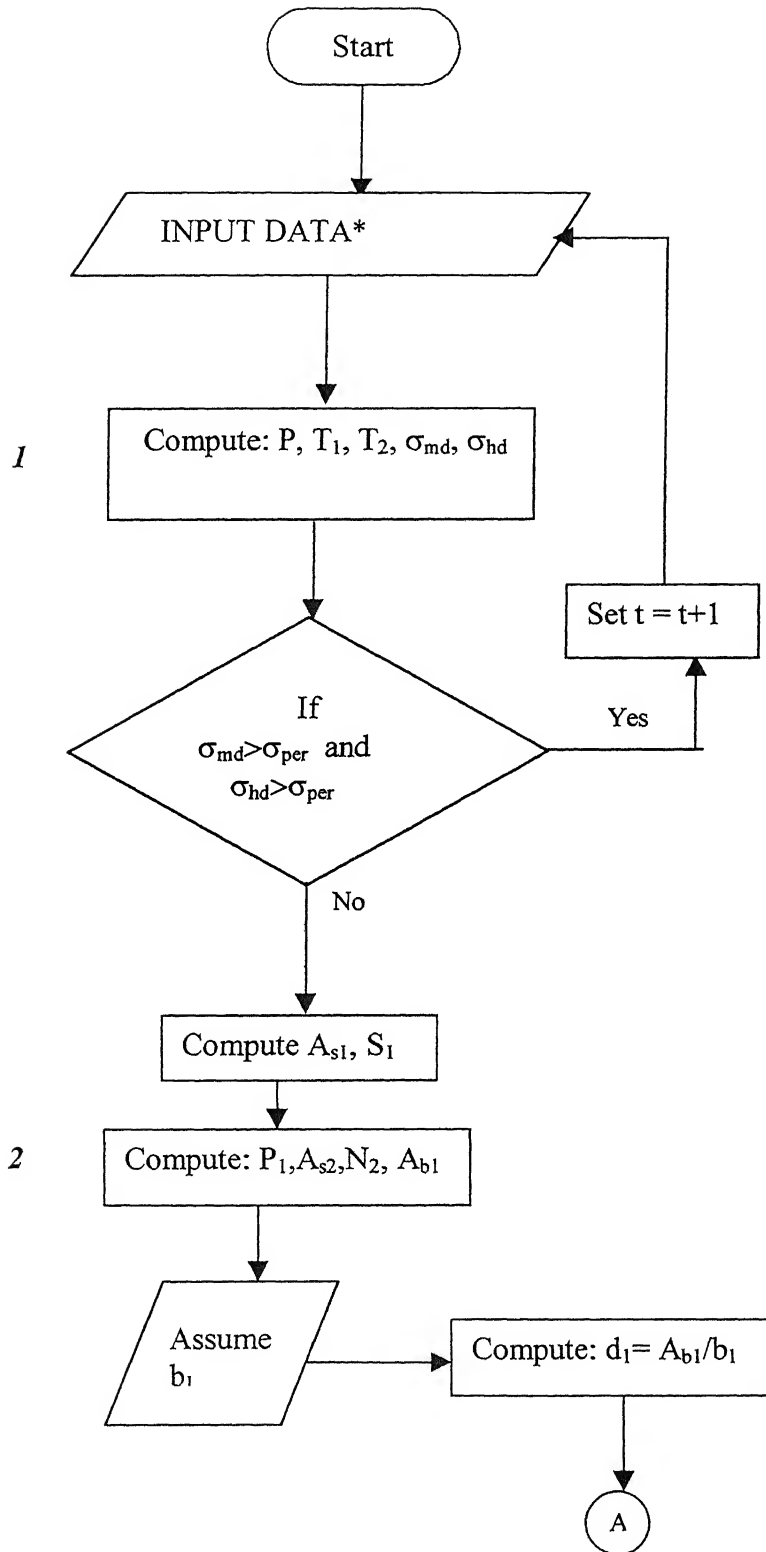 Start
INPUT DATA*
1
Compute: P, T₁, T₂, σmd, σhd
Set t = t+1
If
σmd>σper and
σhd>σper
Yes
No
Compute As1, S1
2
Compute: P₁,As2,N₂, Ab1
Assume
b₁
Compute: d₁= Ab1/b₁
A